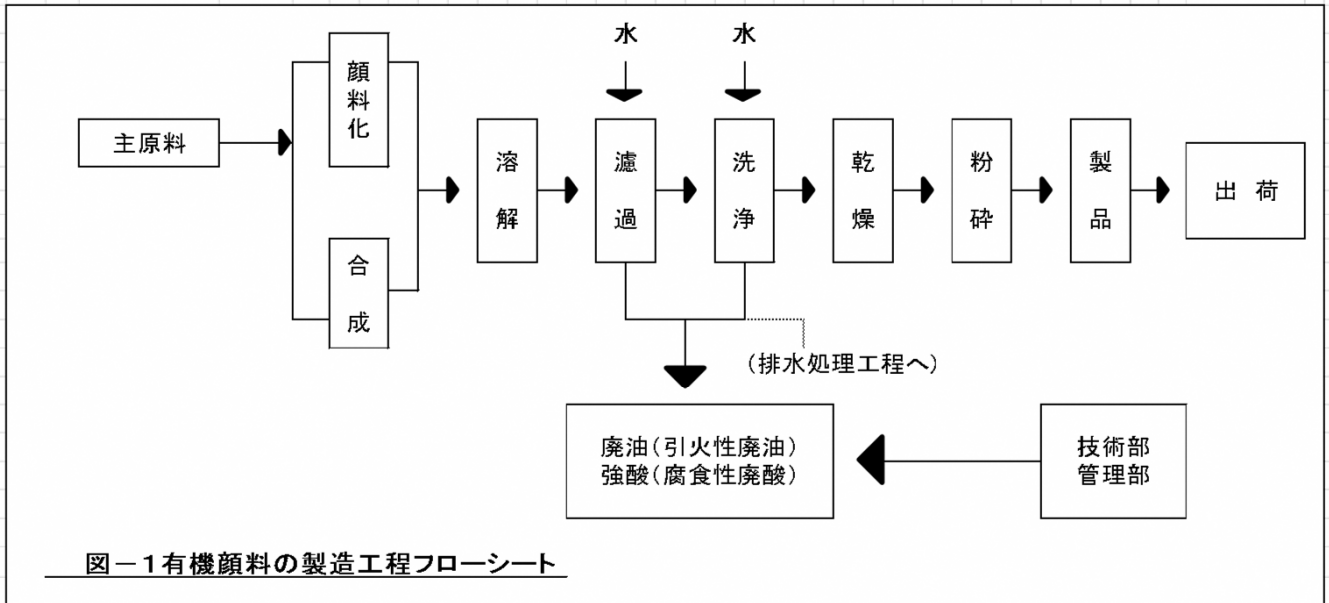 水
水
主原料
顔料化
合成
溶解
濾過
洗浄
乾燥
粉砕
製品
出荷
(排水処理工程へ)
廃油(引火性廃油)
強酸(腐食性廃酸)
技術部
管理部
図－1有機顔料の製造工程フローシート